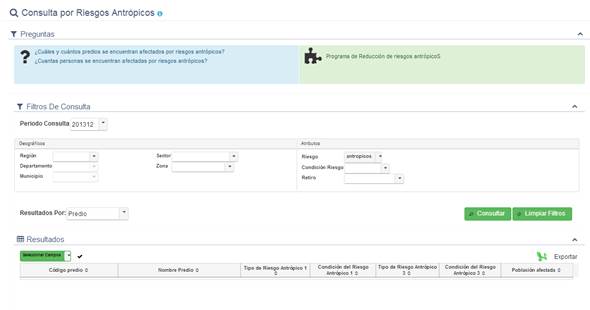 Consulta por Riesgos Antrópicos
Preguntas
¿Cuáles y cuántos predios se encuentran afectados por riesgos antrópicos?
¿Cuantas personas se encuentran afectadas por riesgos antrópicos?
Programa de Reducción de riesgos antrópicoS
Filtros De Consulta
Periodo Consulta 201312
Geográficos
Atributos
Región
Sector
Riesgo antropicos
Departamento
Zona
Condición Riesgo
Municipio
Retiro
Resultados Por: Predio
Consultar
Limpiar Filtros
Resultados
Seleccionar Campos
Exportar
Código predio
Nombre Predio
Tipo de Riesgo Antrópico 1
Condición del Riesgo Antrópico 1
Tipo de Riesgo Antrópico 3
Condición del Riesgo Antrópico 3
Población afectada